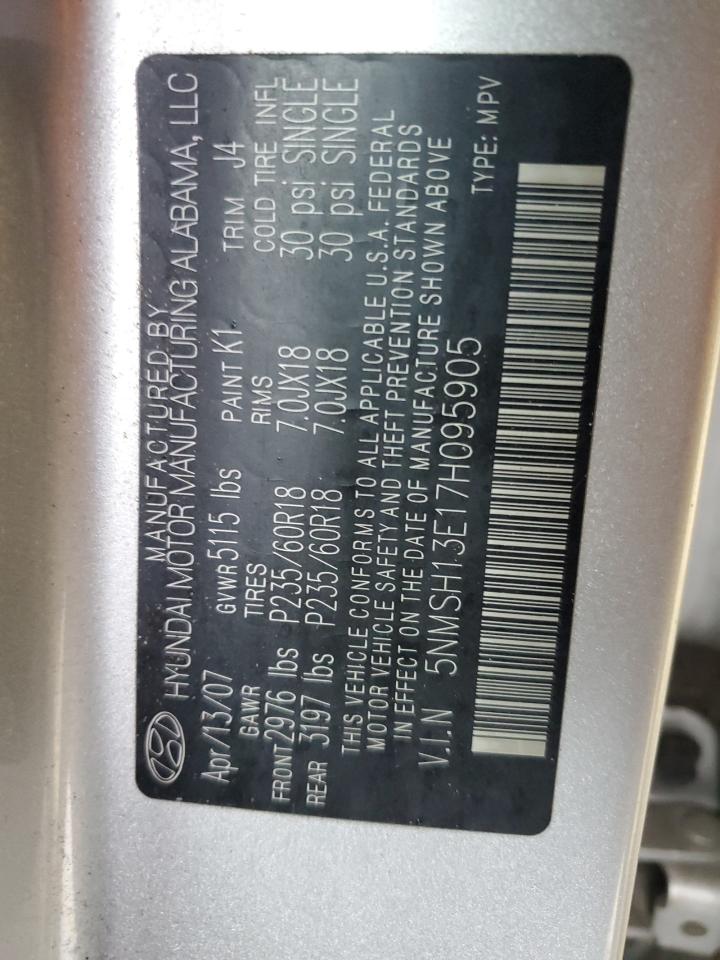 MANUFACTURED BY
HYUNDAI MOTOR MANUFACTURING ALABAMA, LLC
Apr/13/07 GVWR 5115 lbs PAINT K1 TRIM J4
GAWR TIRES RIMS COLD TIRE INFL
FRONT 2976 lbs P235/60R18 7.0JX18 30 psi SINGLE
REAR 3197 lbs P235/60R18 7.0JX18 30 psi SINGLE
THIS VEHICLE CONFORMS TO ALL APPLICABLE U.S.A. FEDERAL
MOTOR VEHICLE SAFETY AND THEFT PREVENTION STANDARDS
IN EFFECT ON THE DATE OF MANUFACTURE SHOWN ABOVE
V.I.N 5NMSH13E17H095905 TYPE: MPV